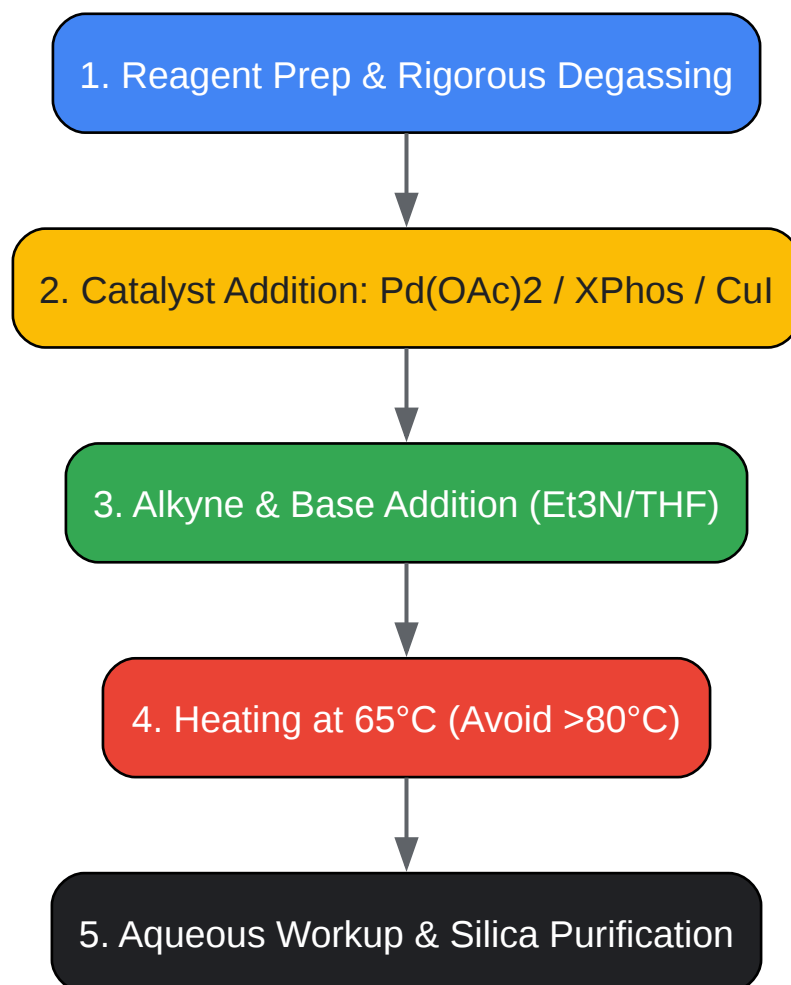 1. Reagent Prep & Rigorous Degassing
2. Catalyst Addition: Pd(OAc)2 / XPhos / CuI
3. Alkyne & Base Addition (Et3N/THF)
4. Heating at 65°C (Avoid >80°C)
5. Aqueous Workup & Silica Purification